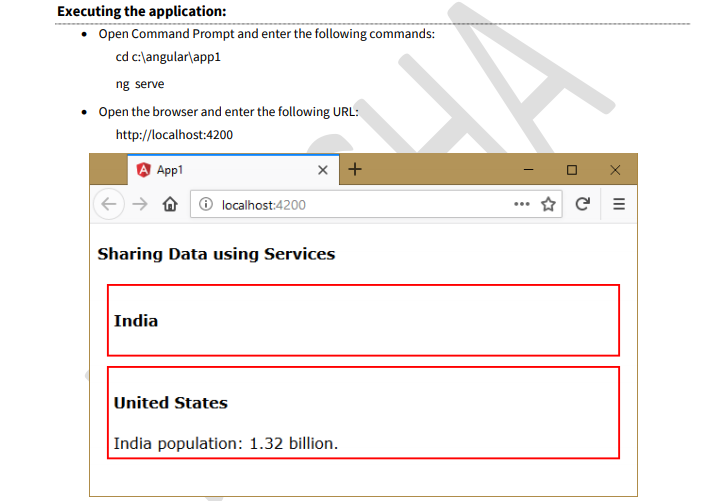 Executing the application:
• Open Command Prompt and enter the following commands:
cd c:\angular\app1
ng serve
• Open the browser and enter the following URL:
http://localhost:4200
App1
localhost:4200
Sharing Data using Services
India
United States
India population: 1.32 billion.